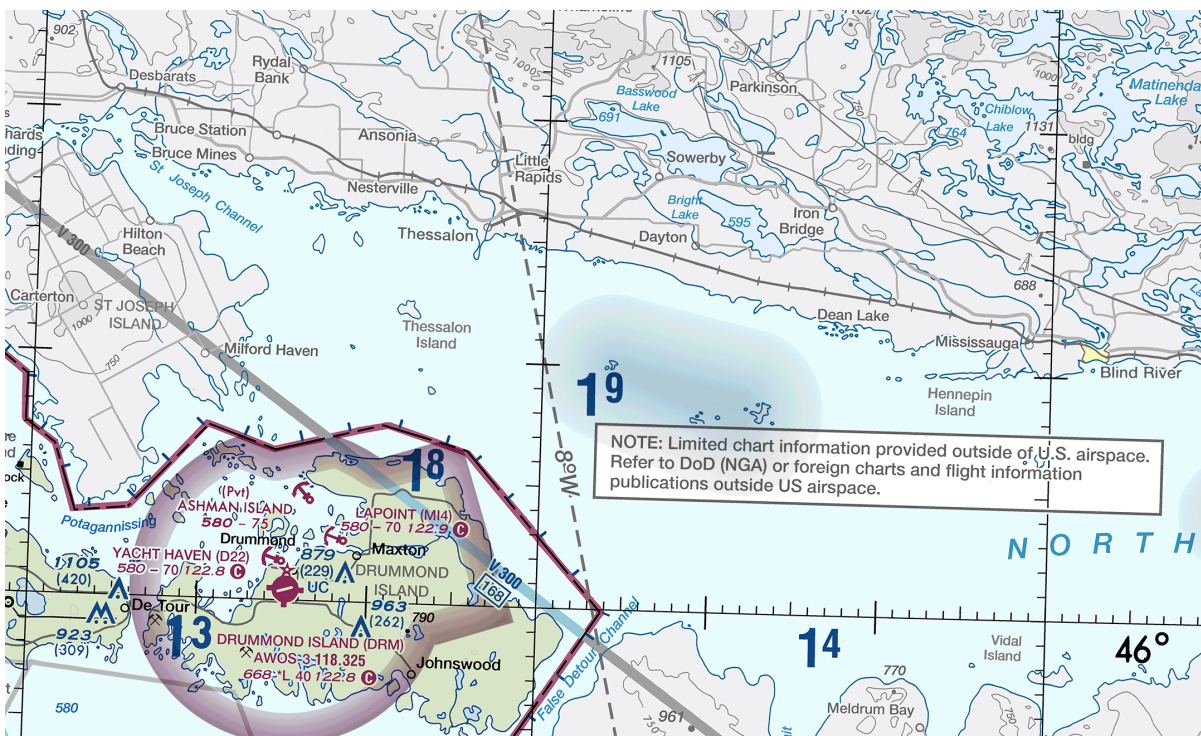 902
1105
1000
Desbarats
Rydal
Bank
Parkinson
Basswood
Lake
691
750
1000
Matinenda
Lake
Chiblow
Lake
764
1131
bldg
Bruce Station
Bruce Mines
Ansonia
Little
Rapids
Sowerby
St Joseph Channel
Nesterville
Bright
Lake
595
Iron
Bridge
Thessalon
Dayton
V 300
Hilton
Beach
688
Carterton
ST JOSEPH
ISLAND
1000
750
Thessalon
Island
Dean Lake
Mississauga
Milford Haven
Blind River
Hennepin
Island
19
NOTE: Limited chart information provided outside of U.S. airspace.
Refer to DoD (NGA) or foreign charts and flight information
publications outside US airspace.
8°W
18
(Pvt)
ASHMAN ISLAND
580 - 75
LAPOINT (MI4)
580 - 70 122.9 C
Potagannissing
Drummond
YACHT HAVEN (D22)
580 - 70 122.8 C
879
(229)
UC
Maxton
DRUMMOND
ISLAND
V 300
168
NORTH
1105
(420)
De Tour
923
(309)
963
(262)
790
13
DRUMMOND ISLAND (DRM)
AWOS-3 118.325
668 *L 40 122.8 C
Johnswood
False Detour Channel
14
Vidal
Island
46°
770
Meldrum Bay
750
750
961
580